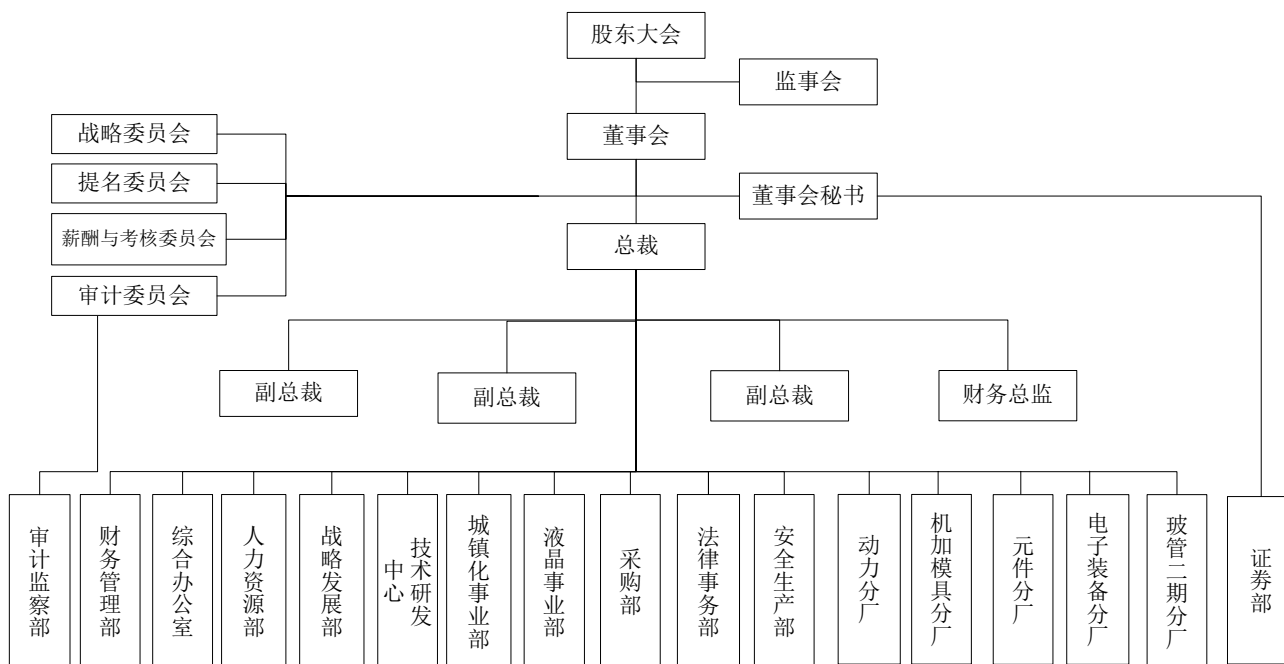 股东大会
监事会
董事会
战略委员会
提名委员会
董事会秘书
薪酬与考核委员会
总裁
审计委员会
副总裁
副总裁
副总裁
财务总监
审计监察部
财务管理部
综合办公室
人力资源部
战略发展部
技术研发
中心
城镇化事业部
液晶事业部
采购部
法律事务部
安全生产部
动力分厂
机加模具分厂
元件分厂
电子装备分厂
玻管二期分厂
证券部